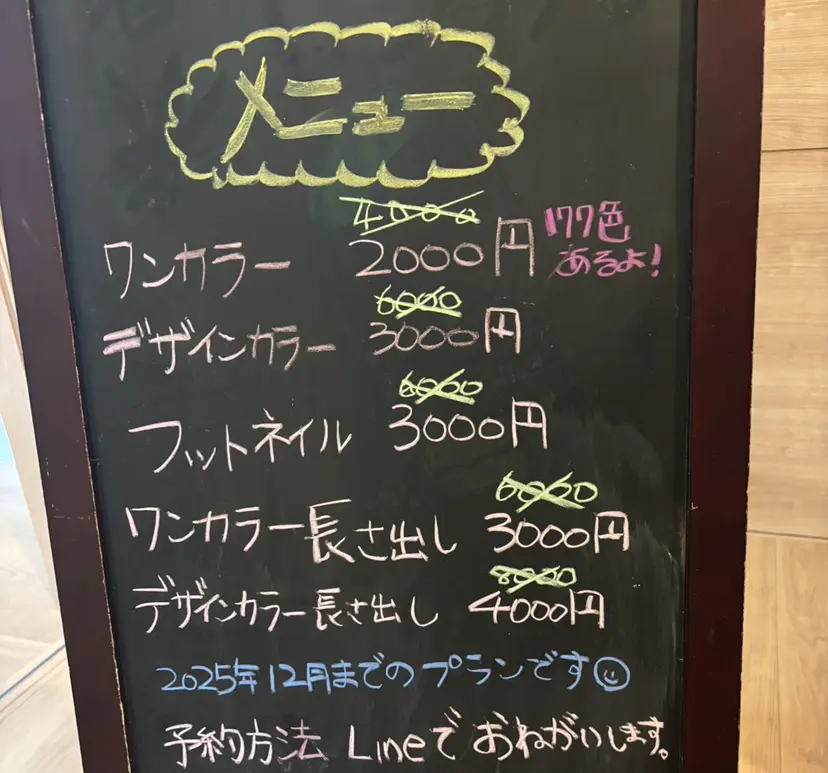 メニュー
4000
ワンカラー 2000円 177色
あるよ!
6000
デザインカラー 3000円
6000
フットネイル 3000円
6000
ワンカラー長さ出し 3000円
8000
デザインカラー長さ出し 4000円
2025年12月までのプランです☺
予約方法 Lineでおねがいします。